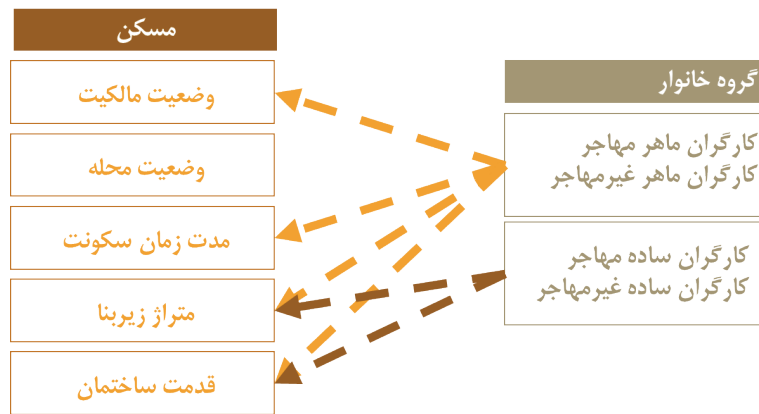 گروه خانوار
کارگران ماهر مهاجر
کارگران ماهر غیرمهاجر
کارگران ساده مهاجر
کارگران ساده غیرمهاجر
مسکن
وضعیت مالکیت
وضعیت محله
مدت زمان سکونت
متراژ زیربنا
قدمت ساختمان